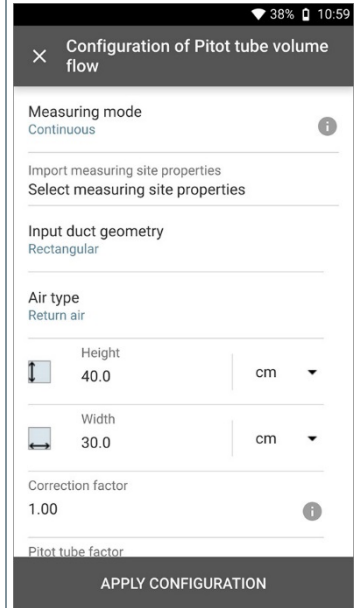 38% 10:59
Configuration of Pitot tube volume
flow
Measuring mode
Continuous
Import measuring site properties
Select measuring site properties
Input duct geometry
Rectangular
Air type
Return air
Height
40.0 cm
Width
30.0 cm
Correction factor
1.00
Pitot tube factor
APPLY CONFIGURATION